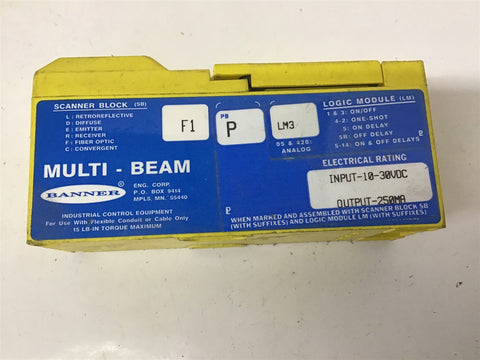 SCANNER BLOCK (SB)
L : RETROREFLECTIVE
D : DIFFUSE
E : EMITTER
R : RECEIVER
F : FIBER OPTIC
C : CONVERGENT
F1
PB
P
LM3
95 & 420:
ANALOG
LOGIC MODULE (LM)
1 & 3: ON/OFF
4-2: ONE-SHOT
5: ON DELAY
5R: OFF DELAY
5-14: ON & OFF DELAYS
MULTI - BEAM
BANNER
ENG. CORP.
P.O. BOX 9414
MPLS, MN. 55440
INDUSTRIAL CONTROL EQUIPMENT
For Use With Flexible Conduit or Cable Only
15 LB-IN TORQUE MAXIMUM
ELECTRICAL RATING
INPUT-10-30VDC
OUTPUT-250MA
WHEN MARKED AND ASSEMBLED WITH SCANNER BLOCK SB
(WITH SUFFIXES) AND LOGIC MODULE LM (WITH SUFFIXES)